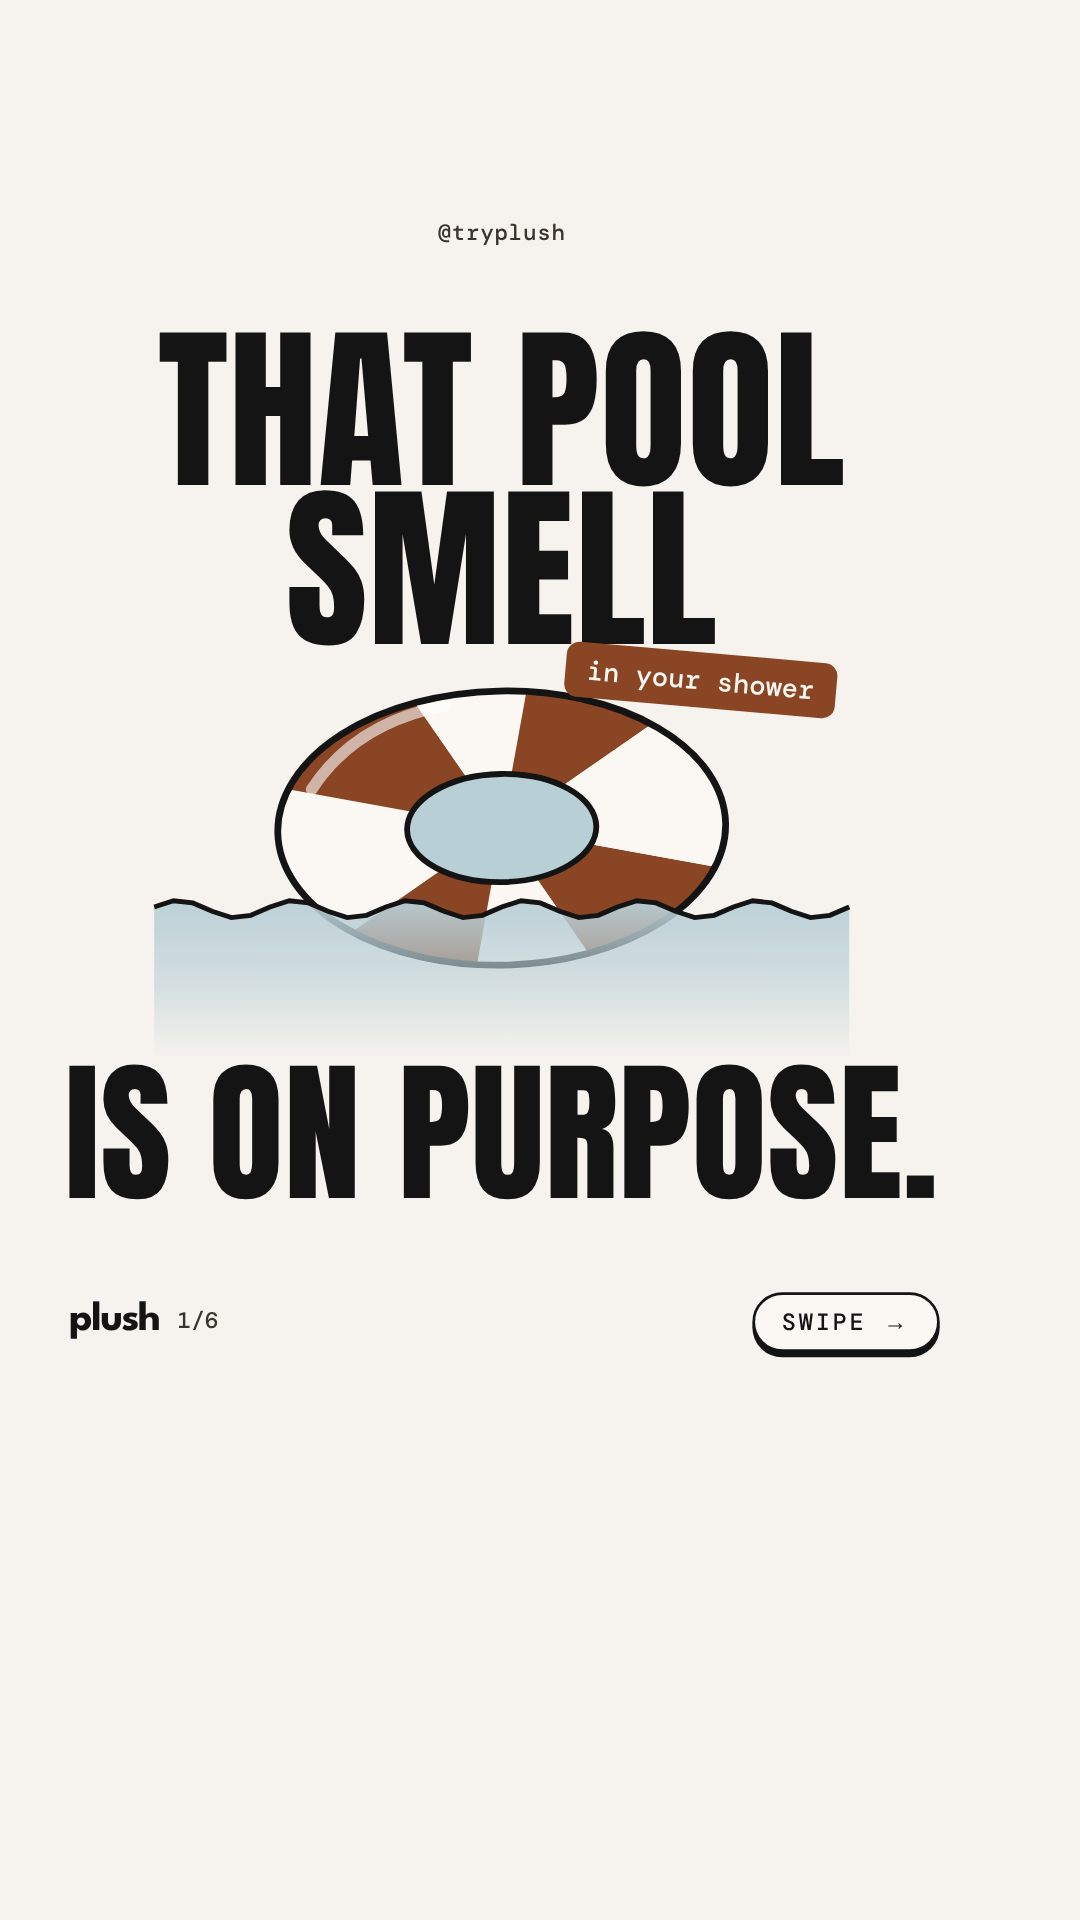 @tryplush
THAT POOL
SMELL
in your shower
IS ON PURPOSE.
plush 1/6
SWIPE →